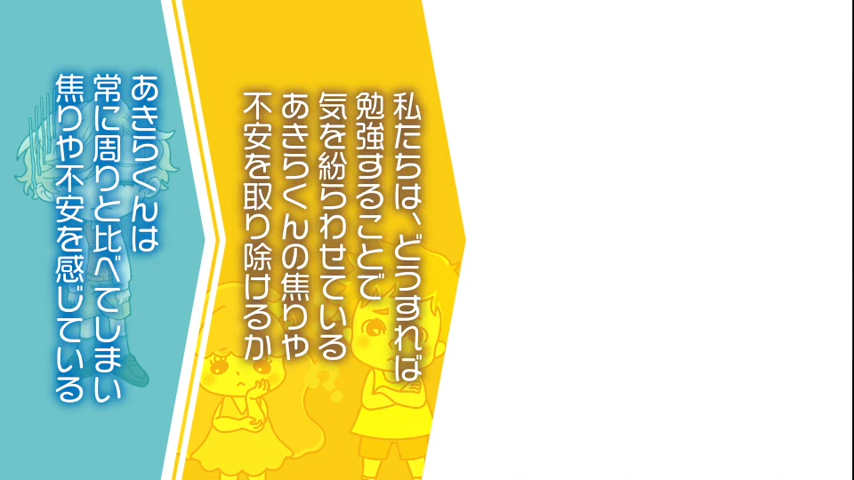 あきらくんは
常に周りと比べてしまい
焦りや不安を感じている
私たちは、どうすれば
勉強することで
気を紛らわせている
あきらくんの焦りや
不安を取り除けるか